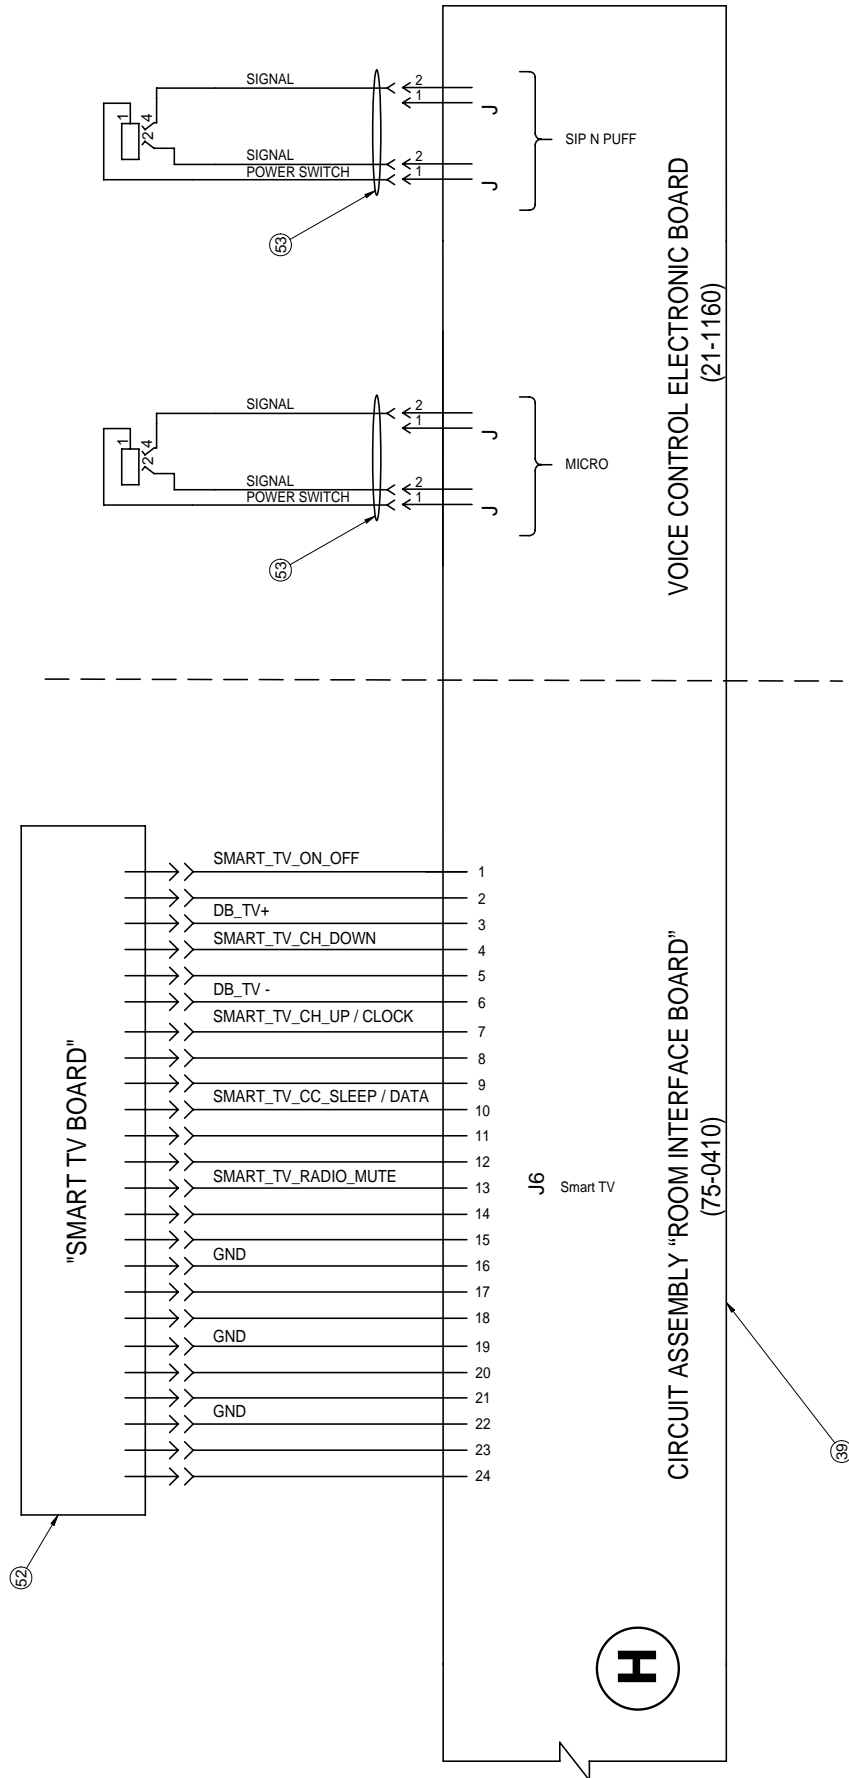 SIGNAL
2
1
1
4
2
SIGNAL
2
POWER SWITCH
1
J
J
SIP N PUFF
53
SIGNAL
2
1
1
4
2
SIGNAL
2
POWER SWITCH
1
J
J
MICRO
53
VOICE CONTROL ELECTRONIC BOARD
(21-1160)
"SMART TV BOARD"
SMART_TV_ON_OFF
1
2
DB_TV+
3
SMART_TV_CH_DOWN
4
5
DB_TV -
6
SMART_TV_CH_UP / CLOCK
7
8
9
SMART_TV_CC_SLEEP / DATA
10
11
12
SMART_TV_RADIO_MUTE
13
14
15
GND
16
17
18
GND
19
20
21
GND
22
23
24
J6
Smart TV
CIRCUIT ASSEMBLY “ROOM INTERFACE BOARD”
(75-0410)
39
52
H